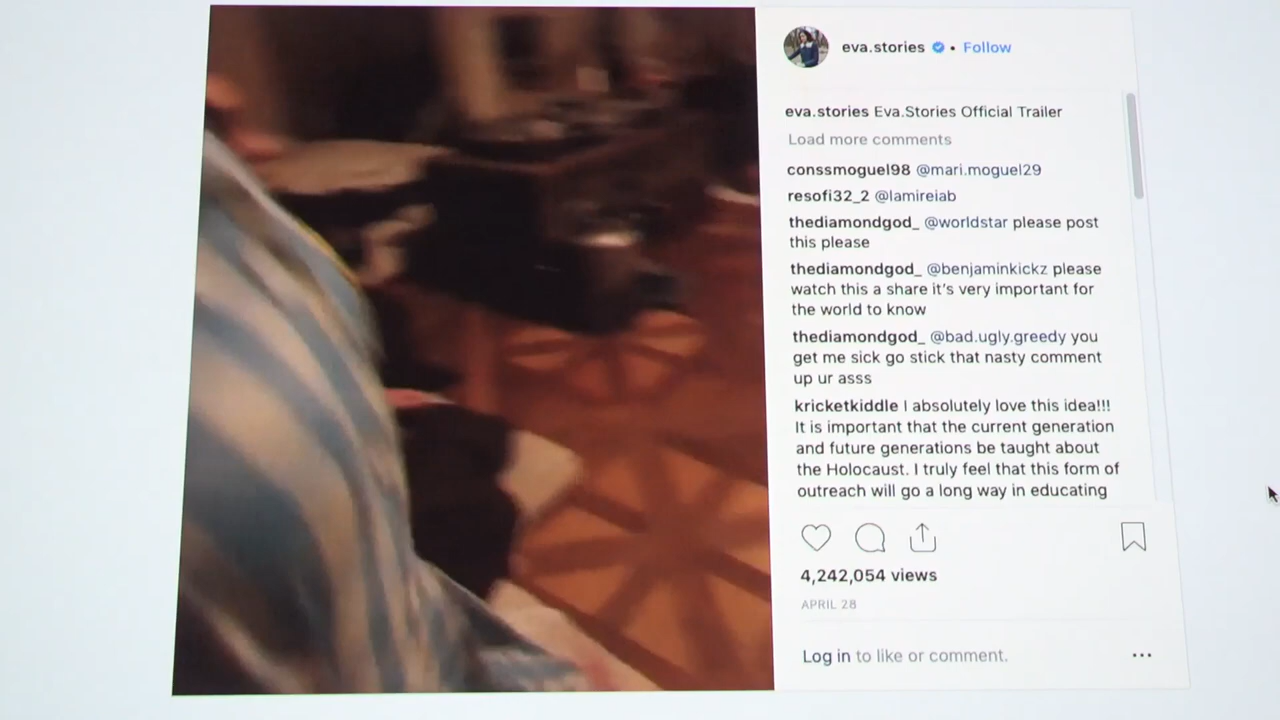 eva.stories • Follow
eva.stories Eva.Stories Official Trailer
Load more comments
conssmoguel98 @mari.moguel29
resofi32_2 @lamireiab
thediamondgod_ @worldstar please post
this please
thediamondgod_ @benjaminkickz please
watch this a share it’s very important for
the world to know
thediamondgod_ @bad.ugly.greedy you
get me sick go stick that nasty comment
up ur asss
kricketkiddle I absolutely love this idea!!!
It is important that the current generation
and future generations be taught about
the Holocaust. I truly feel that this form of
outreach will go a long way in educating
4,242,054 views
APRIL 28
Log in to like or comment.